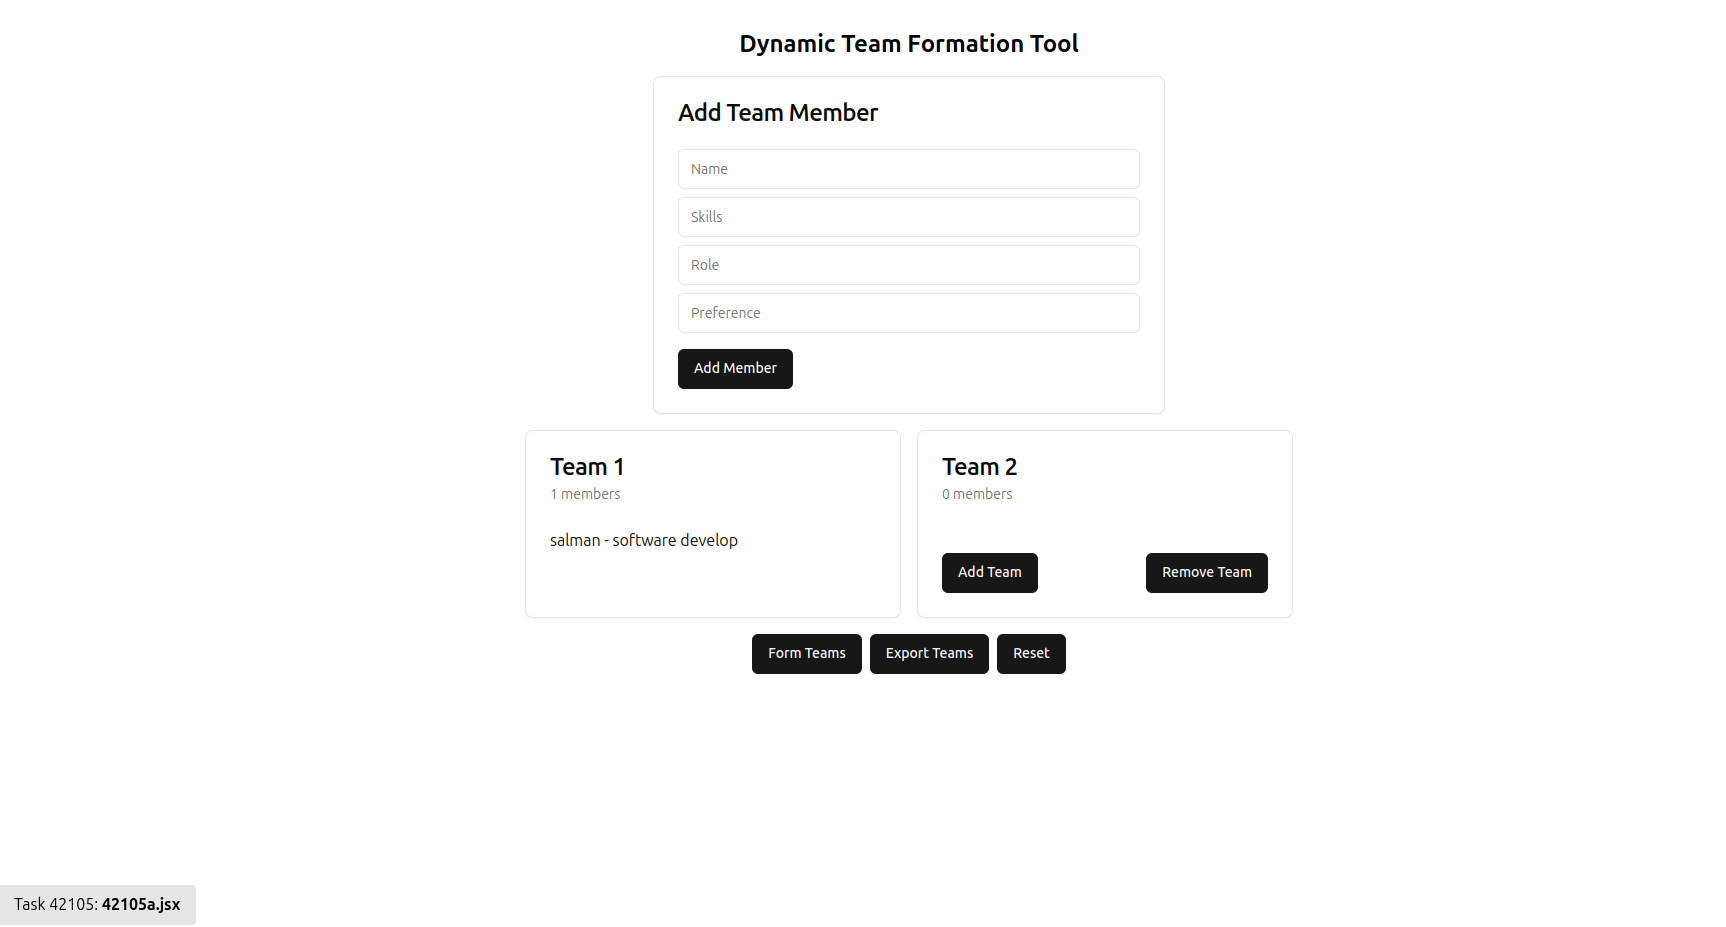 Dynamic Team Formation Tool
Add Team Member
Name
Skills
Role
Preference
Add Member
Team 1
1 members
salman - software develop
Team 2
0 members
Add Team
Remove Team
Form Teams
Export Teams
Reset
Task 42105: 42105a.jsx